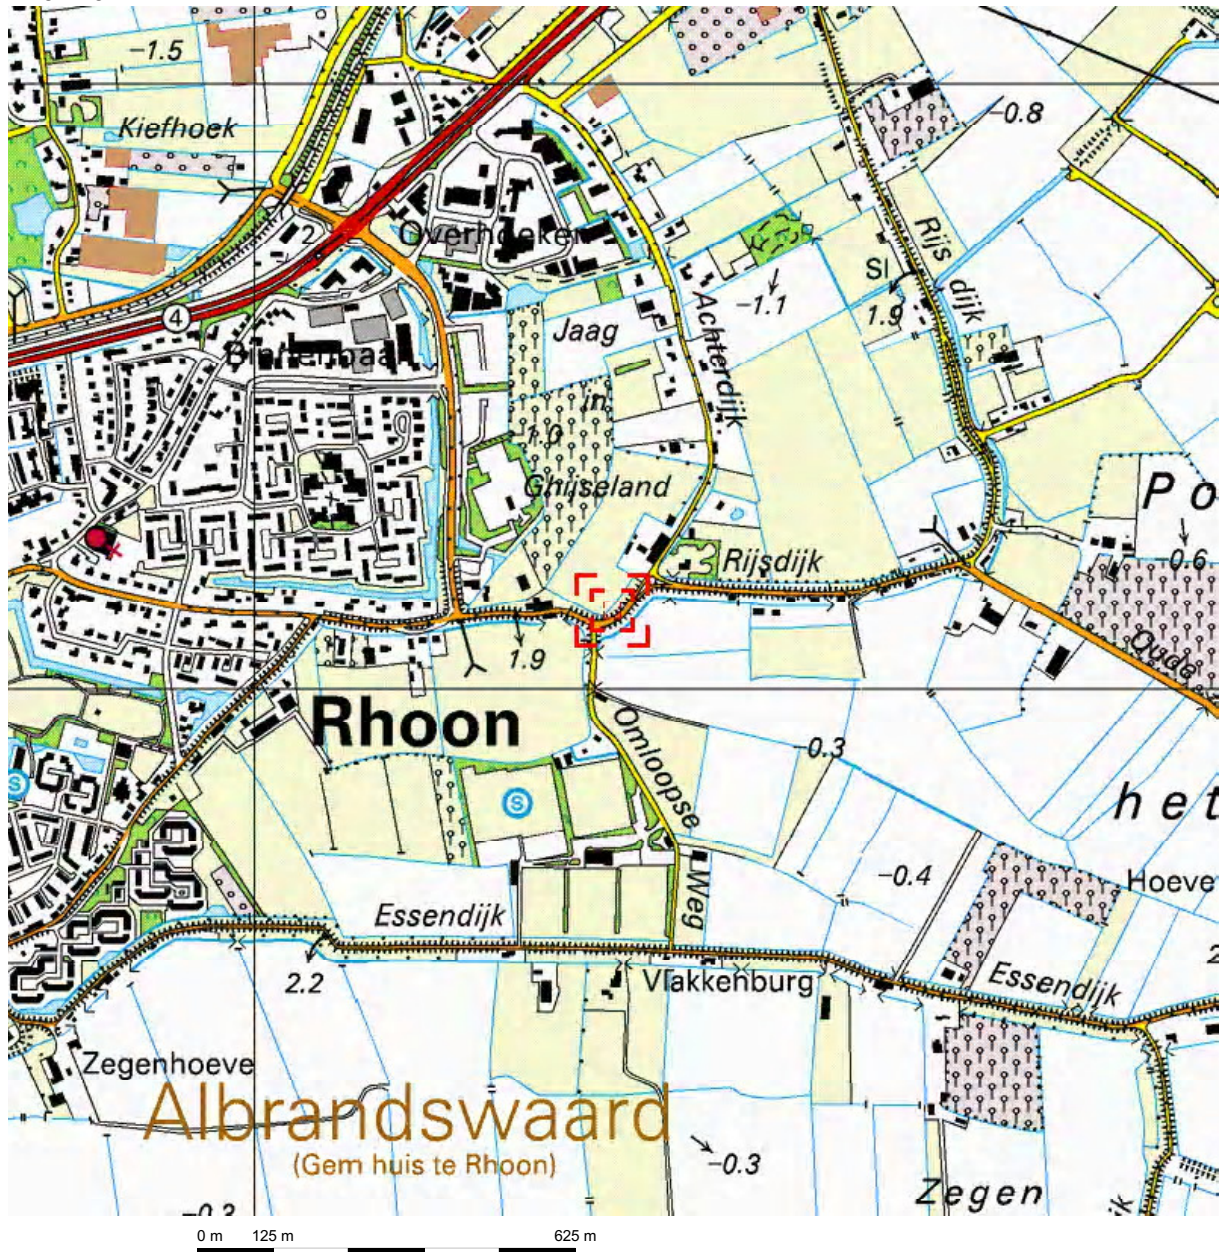 -1.5
Kiefhoek
-0.8
2
Overhoeken
Rijs
dijk
Sl
1.9
-1.1
Achterdijk
4
Jaag
in
1.0
Ghijseland
Po
0.6
Rijsdijk
Oude
1.9
Rhoon
Omloopse
Weg
-0.3
het
S
S
-0.4
Hoeve
Essendijk
2.2
Vlakkenburg
Essendijk
2
Zegenhoeve
Albrandswaard
(Gem huis te Rhoon)
-0.3
Zegen
0 m 125 m 625 m